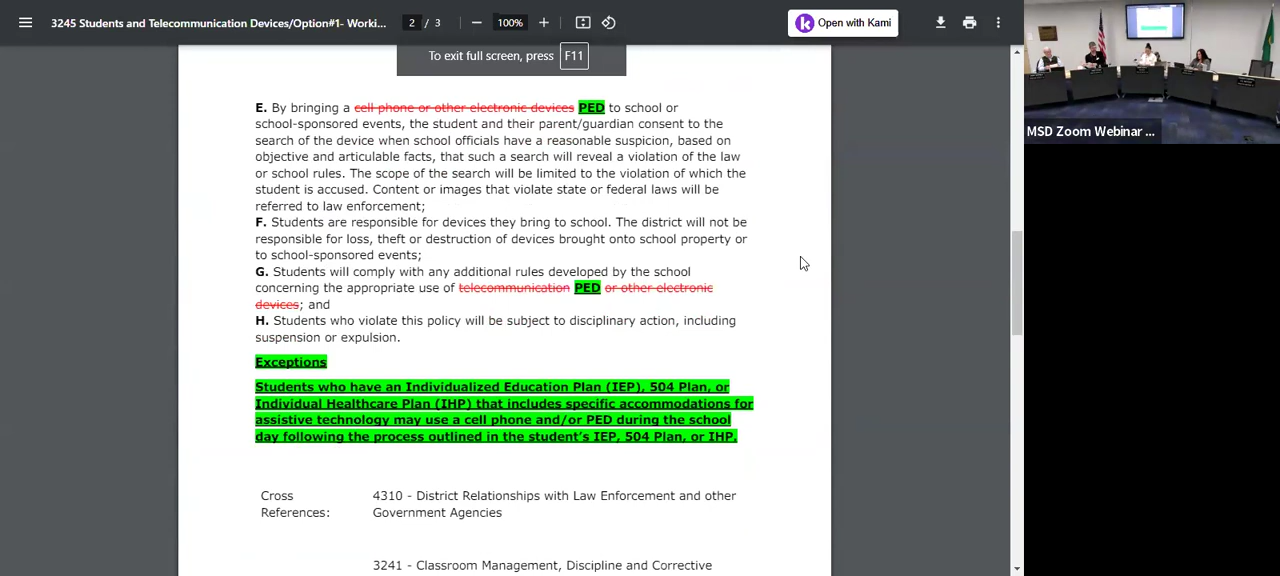 3245 Students and Telecommunication Devices/Option#1- Worki...
2 / 3
100%
Open with Kami
To exit full screen, press F11
E. By bringing a cell phone or other electronic devices PED to school or
school-sponsored events, the student and their parent/guardian consent to the
search of the device when school officials have a reasonable suspicion, based on
objective and articulable facts, that such a search will reveal a violation of the law
or school rules. The scope of the search will be limited to the violation of which the
student is accused. Content or images that violate state or federal laws will be
referred to law enforcement;
F. Students are responsible for devices they bring to school. The district will not be
responsible for loss, theft or destruction of devices brought onto school property or
to school-sponsored events;
G. Students will comply with any additional rules developed by the school
concerning the appropriate use of telecommunication PED or other electronic
devices; and
H. Students who violate this policy will be subject to disciplinary action, including
suspension or expulsion.
Exceptions
Students who have an Individualized Education Plan (IEP), 504 Plan, or
Individual Healthcare Plan (IHP) that includes specific accommodations for
assistive technology may use a cell phone and/or PED during the school
day following the process outlined in the student's IEP, 504 Plan, or IHP.
Cross
References:
4310 - District Relationships with Law Enforcement and other
Government Agencies
3241 - Classroom Management, Discipline and Corrective
MSD Zoom Webinar ...